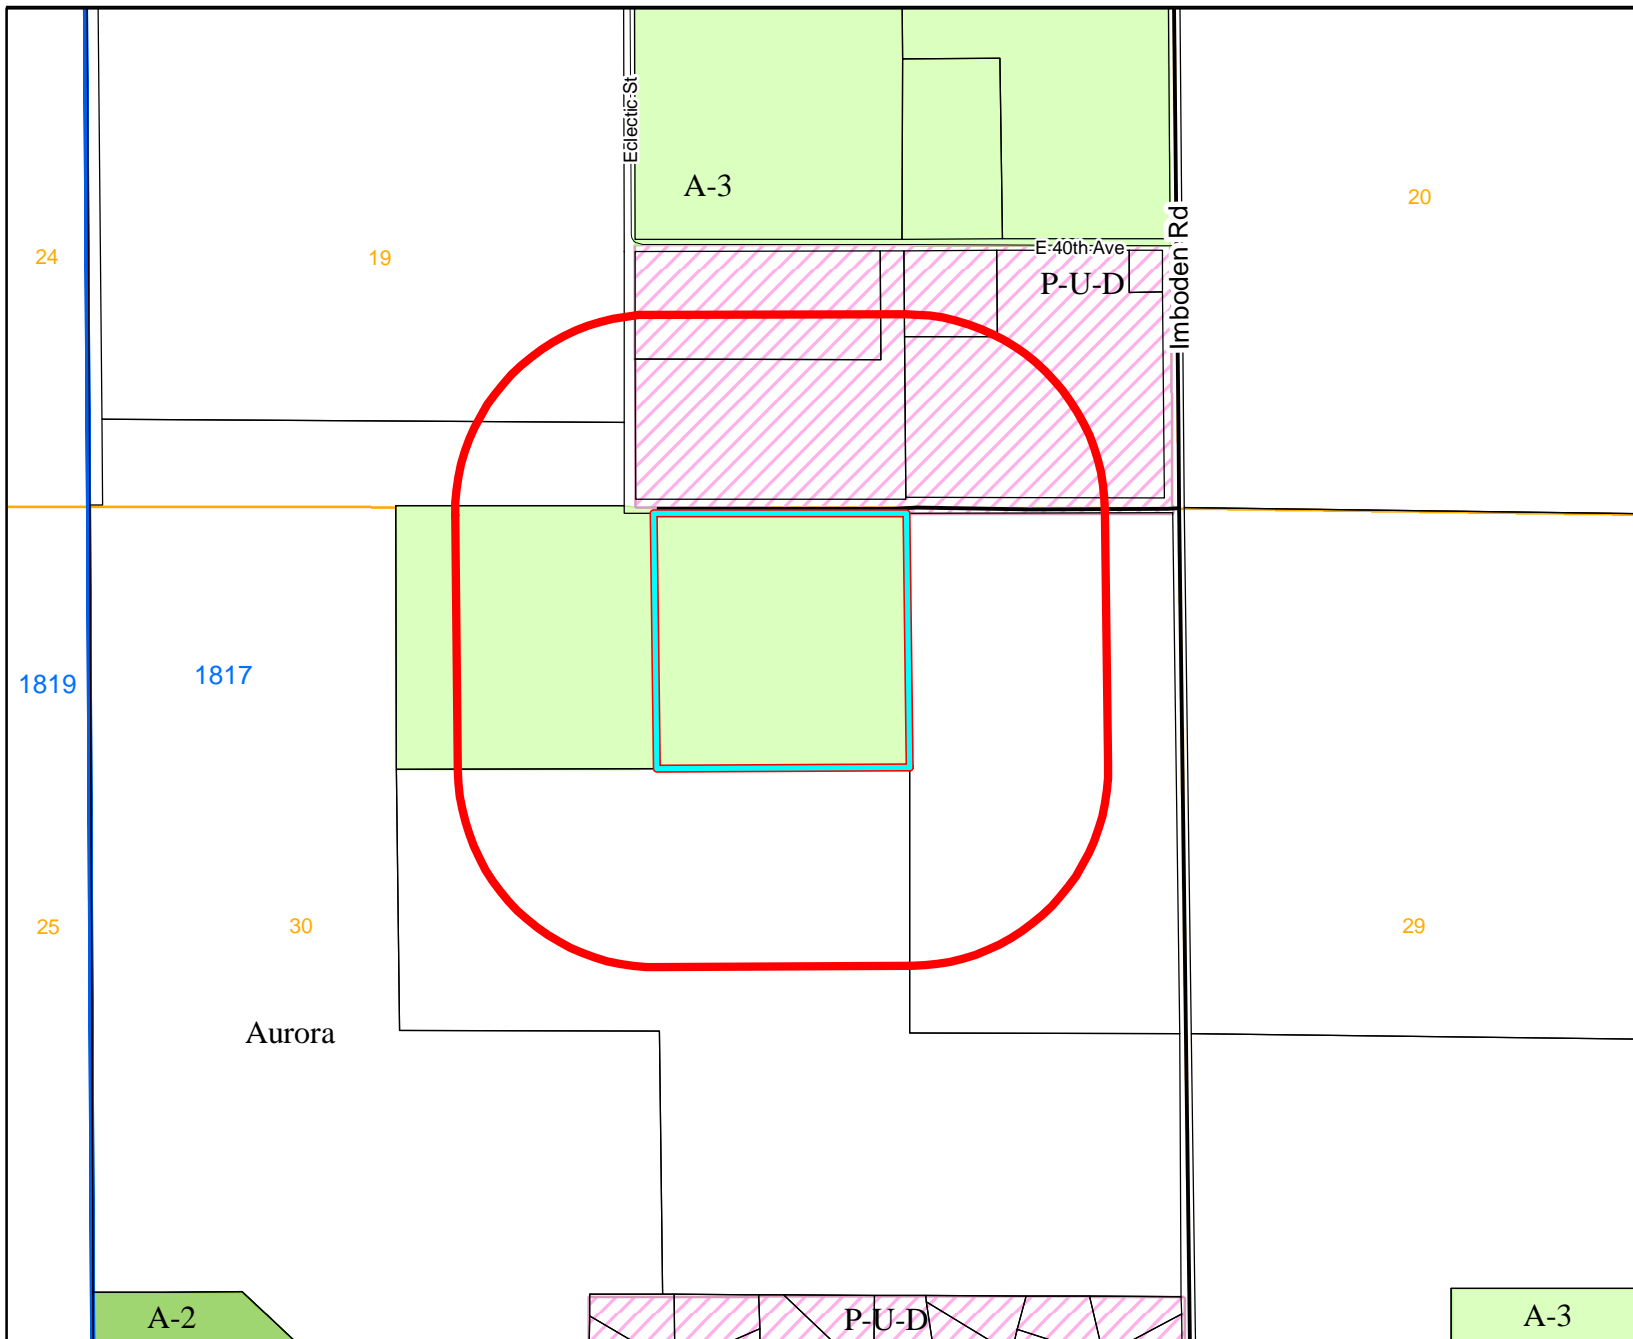 Eclectic St
A-3
20
Imboden Rd
E 40th Ave
24
19
P-U-D
1819
1817
25
30
29
Aurora
A-2
P-U-D
A-3